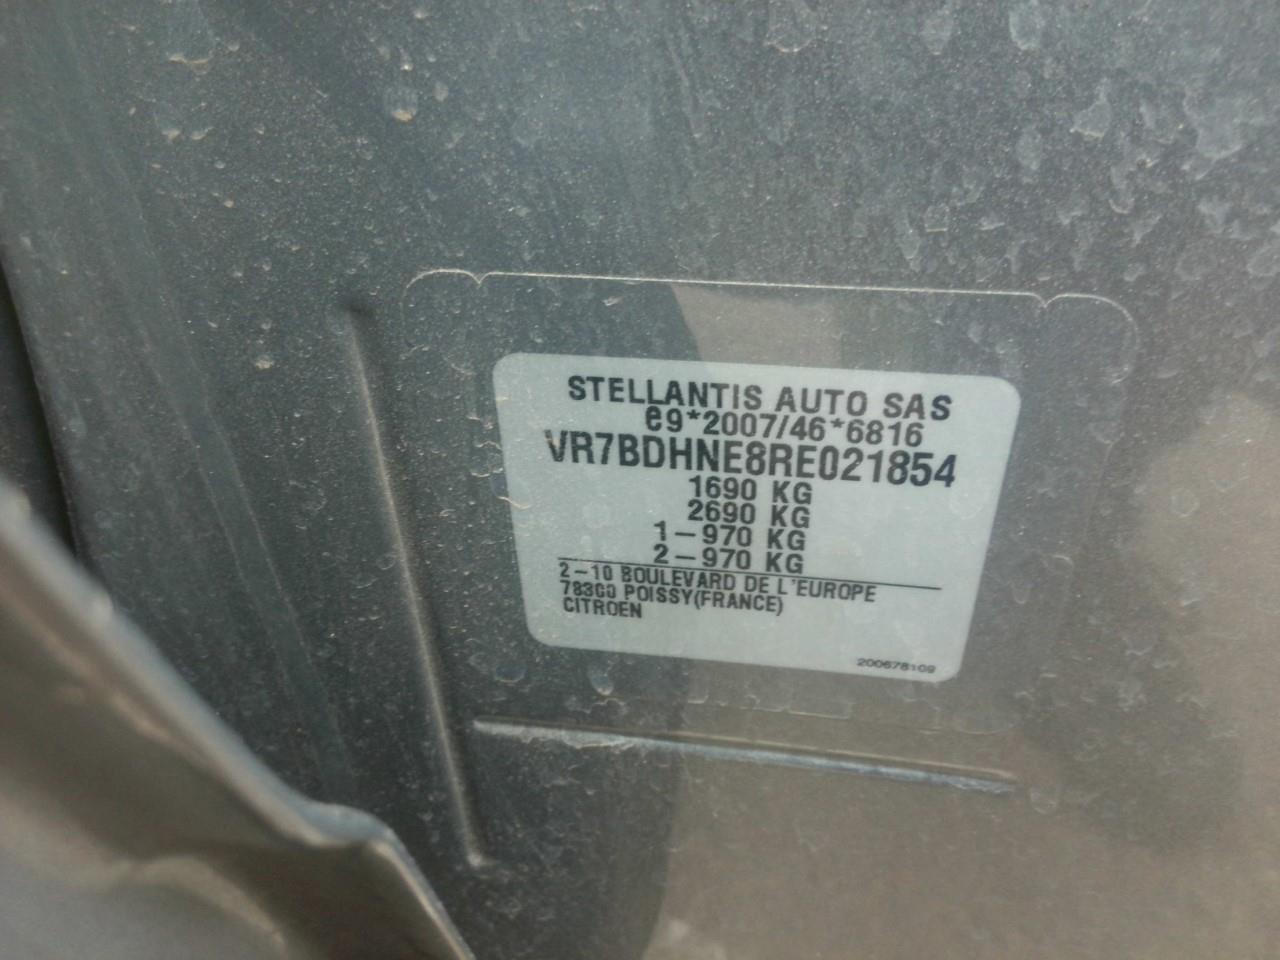 STELLANTIS AUTO SAS
e9*2007/46*6816
VR7BDHNE8RE021854
1690 KG
2690 KG
1-970 KG
2-970 KG
2-10 BOULEVARD DE L'EUROPE
78300 POISSY(FRANCE)
CITROEN
200678109